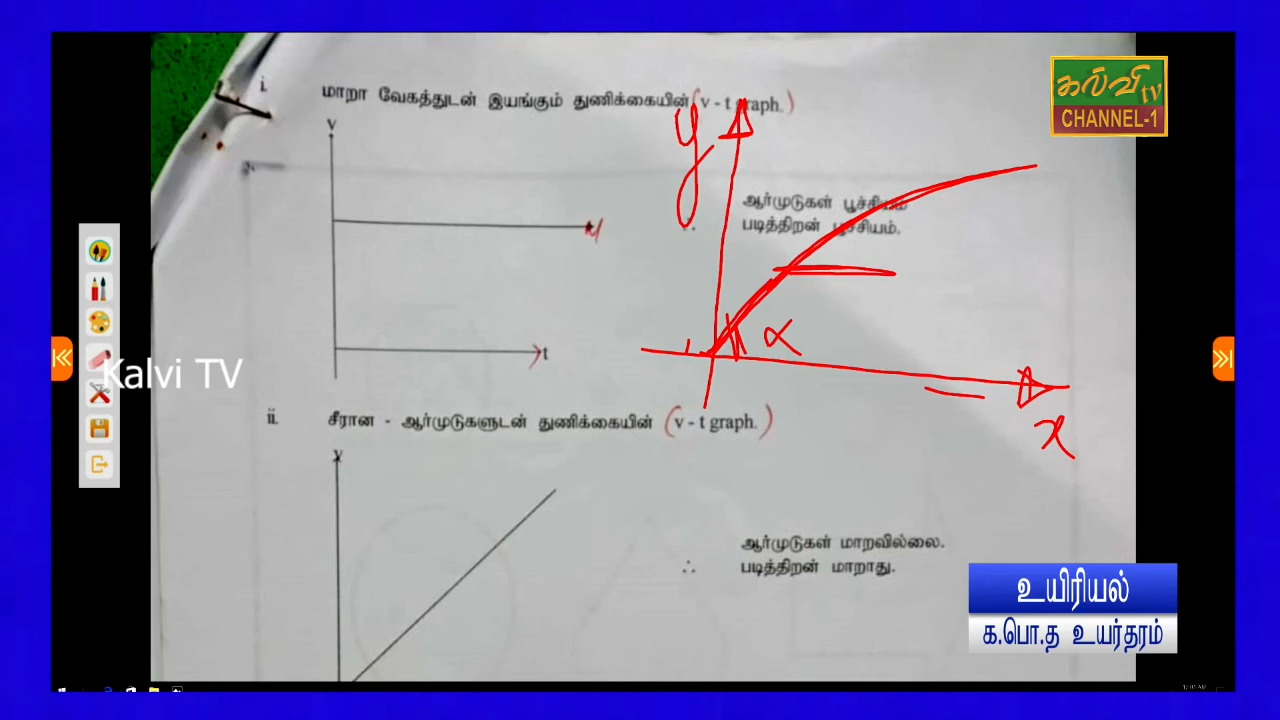 கல்வி tv
CHANNEL-1
i. மாறா வேகத்துடன் இயங்கும் துணிக்கையின் (v - t graph.)
y
v
ஆர்முடுகள் பூச்சியம்
∴ படித்திறன் பூச்சியம்.
α
t
Kalvi TV
x
ii. சீரான - ஆர்முடுகளுடன் துணிக்கையின் (v - t graph.)
v
ஆர்முடுகள் மாறவில்லை.
∴ படித்திறன் மாறாது.
உயிரியல்
க.பொ.த உயர்தரம்